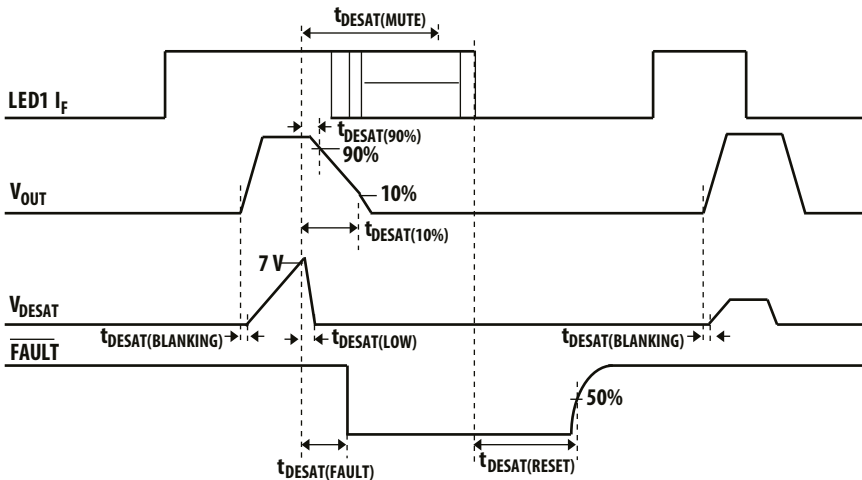 tDESAT(MUTE)
LED1 IF
tDESAT(90%)
90%
VOUT
10%
tDESAT(10%)
7 V
VDESAT
tDESAT(BLANKING)
tDESAT(LOW)
tDESAT(BLANKING)
FAULT
50%
tDESAT(FAULT)
tDESAT(RESET)